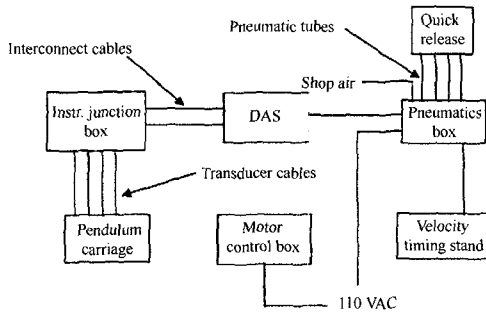 Quick
release
Pneumatic tubes
Interconnect cables
Shop air
Instr. junction
box
DAS
Pneumatics
box
Transducer cables
Pendulum
carriage
Motor
control box
Velocity
timing stand
110 VAC